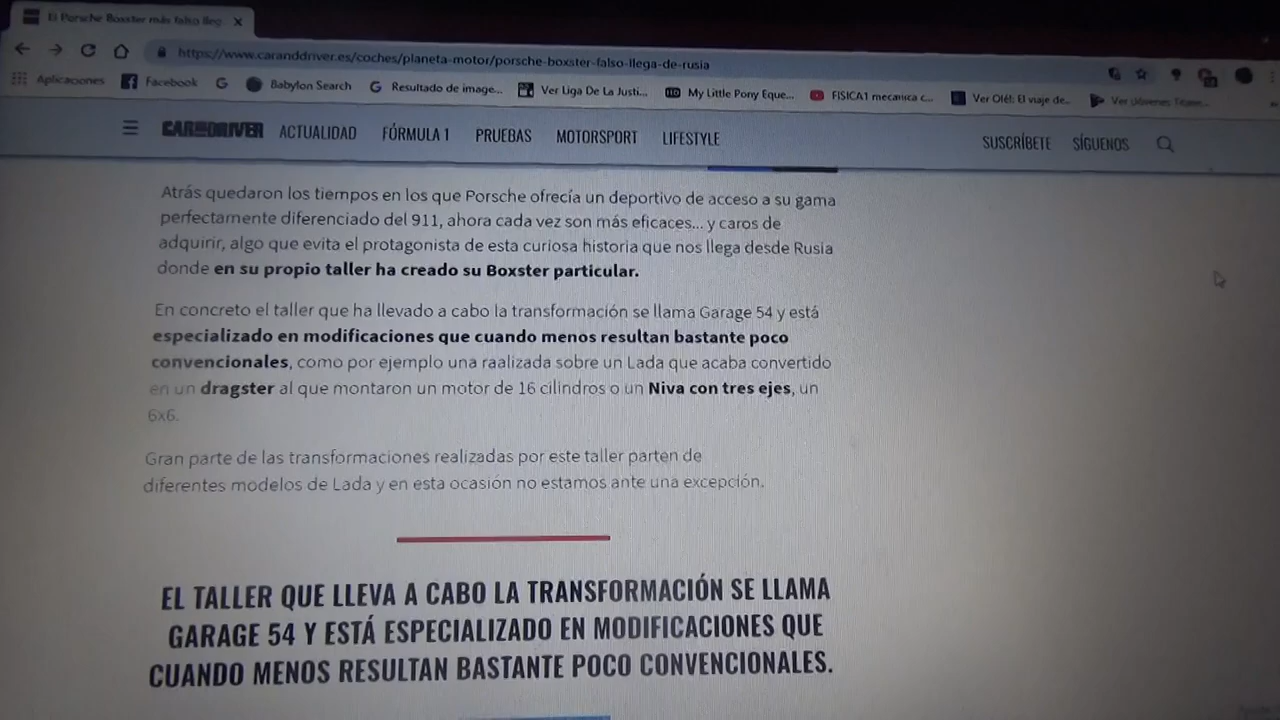 El Porsche Boxster más falso lleg
https://www.caranddriver.es/coches/planeta-motor/porsche-boxster-falso-llega-de-rusia
Aplicaciones Facebook Babylon Search Resultado de image... Ver Liga De La Justi... My Little Pony Eque... FISICA1 mecanica c... Ver Olé!: El viaje de...
CAR AND DRIVER ACTUALIDAD FÓRMULA 1 PRUEBAS MOTORSPORT LIFESTYLE SUSCRÍBETE SÍGUENOS
Atrás quedaron los tiempos en los que Porsche ofrecía un deportivo de acceso a su gama
perfectamente diferenciado del 911, ahora cada vez son más eficaces... y caros de
adquirir, algo que evita el protagonista de esta curiosa historia que nos llega desde Rusia
donde en su propio taller ha creado su Boxster particular.
En concreto el taller que ha llevado a cabo la transformación se llama Garage 54 y está
especializado en modificaciones que cuando menos resultan bastante poco
convencionales, como por ejemplo una raalizada sobre un Lada que acaba convertido
en un dragster al que montaron un motor de 16 cilindros o un Niva con tres ejes, un
6x6.
Gran parte de las transformaciones realizadas por este taller parten de
diferentes modelos de Lada y en esta ocasión no estamos ante una excepción.
EL TALLER QUE LLEVA A CABO LA TRANSFORMACIÓN SE LLAMA
GARAGE 54 Y ESTÁ ESPECIALIZADO EN MODIFICACIONES QUE
CUANDO MENOS RESULTAN BASTANTE POCO CONVENCIONALES.